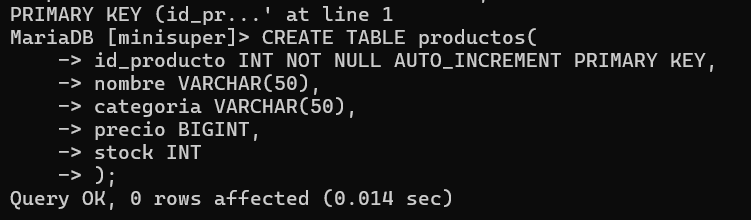 PRIMARY KEY (id_pr...' at line 1
MariaDB [minisuper]> CREATE TABLE productos(
    -> id_producto INT NOT NULL AUTO_INCREMENT PRIMARY KEY,
    -> nombre VARCHAR(50),
    -> categoria VARCHAR(50),
    -> precio BIGINT,
    -> stock INT
    -> );
Query OK, 0 rows affected (0.014 sec)